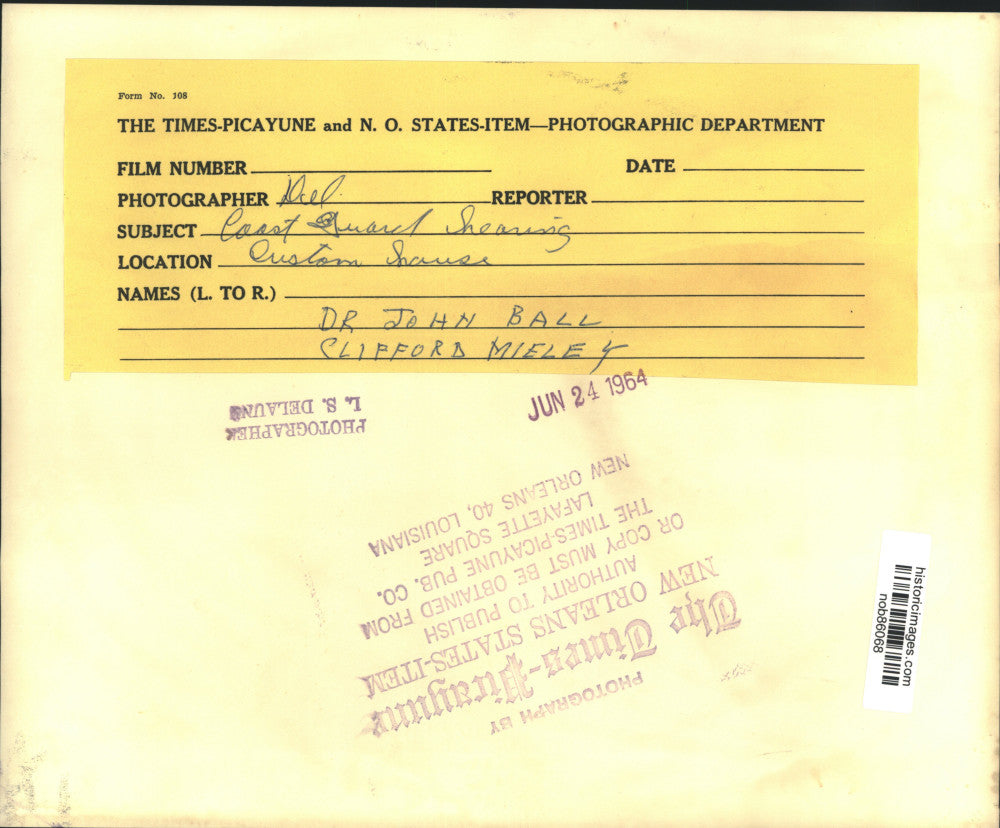 Form No. 108
THE TIMES-PICAYUNE and N. O. STATES-ITEM—PHOTOGRAPHIC DEPARTMENT
FILM NUMBER
DATE
PHOTOGRAPHER Del.
REPORTER
SUBJECT Coast Guard hearing
LOCATION Custom house
NAMES (L. TO R.)
DR JOHN BALL
CLIFFORD MIELEY
JUN 24 1964
PHOTOGRAPHER
L. S. DELAUNE
PHOTOGRAPH BY
The Times-Picayune
NEW ORLEANS STATES-ITEM
AUTHORITY TO PUBLISH
OR COPY MUST BE OBTAINED FROM
THE TIMES-PICAYUNE PUB. CO.
LAFAYETTE SQUARE
NEW ORLEANS 40, LOUISIANA
historicimages.com
nob86068